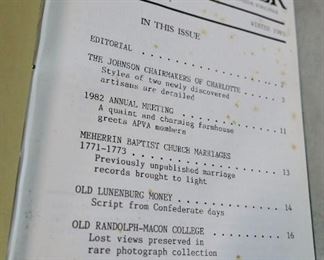 IN THIS ISSUE
EDITORIAL . . . . . . . . . . . . . . . 2
THE JOHNSON CHAIRMAKERS OF CHARLOTTE . . 3
Styles of two newly discovered
artisans are detailed
1982 ANNUAL MEETING . . . . . . . . . . 11
A quaint and charming farmhouse
greets APVA members
MEHERRIN BAPTIST CHURCH MARRIAGES
1771-1773 . . . . . . . . . . . . . . . 13
Previously unpublished marriage
records brought to light
OLD LUNENBURG MONEY . . . . . . . . . . 14
Script from Confederate days
OLD RANDOLPH-MACON COLLEGE . . . . . . . 16
Lost views preserved in
rare photograph collection